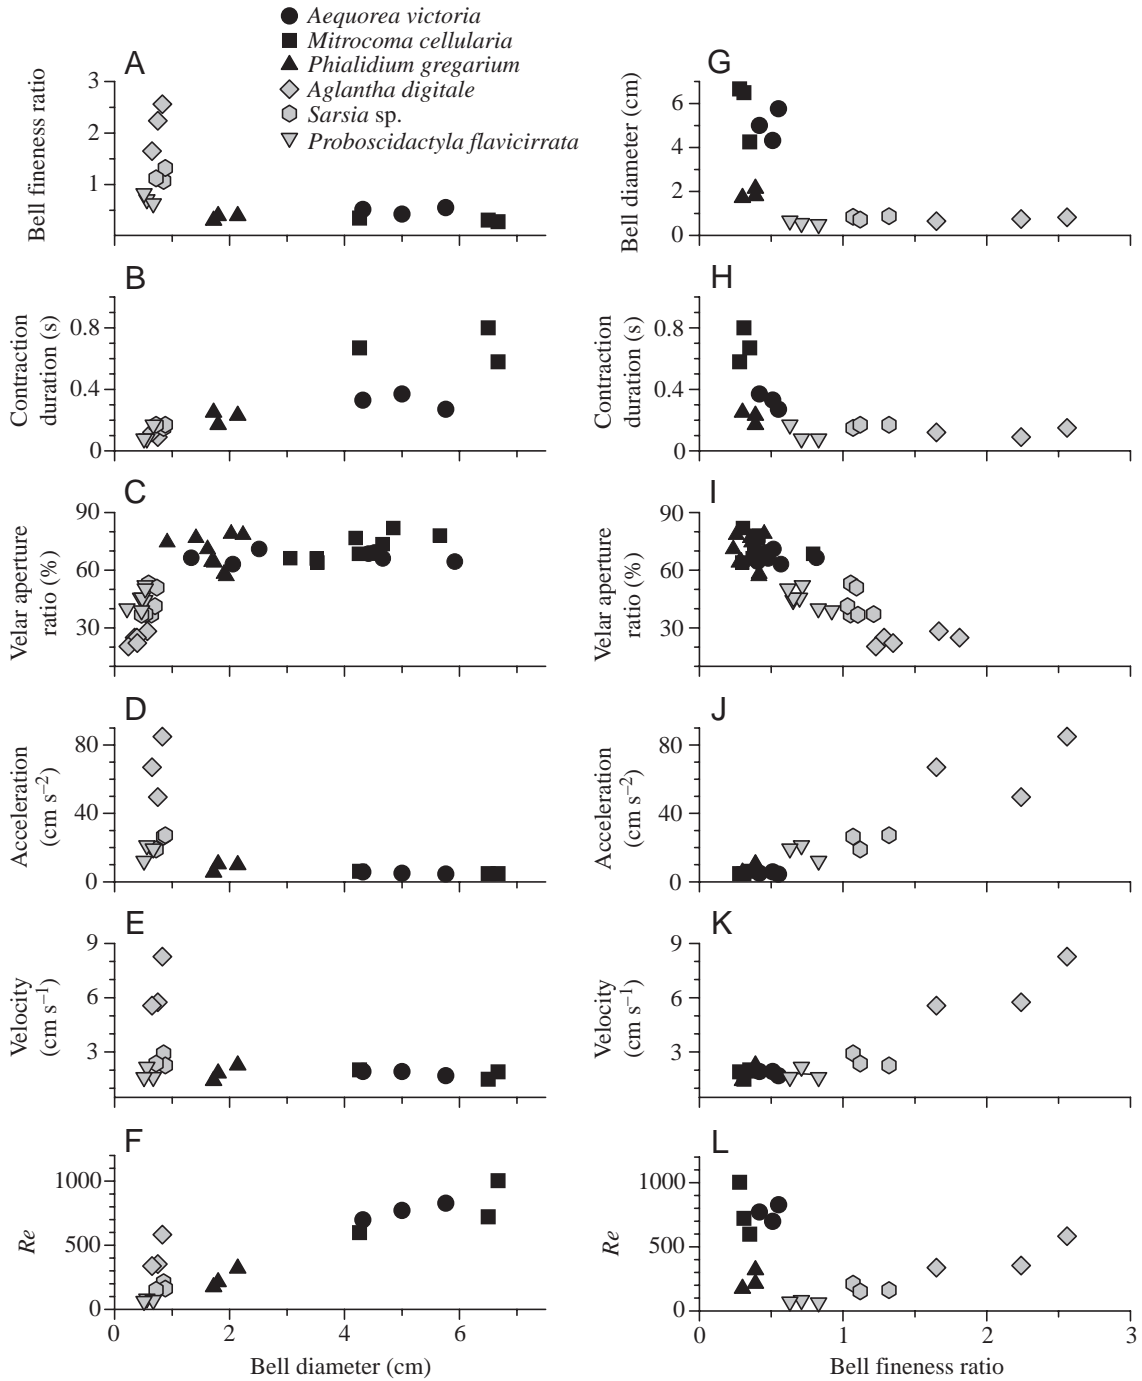 Aequorea victoria
Mitrocoma cellularia
Phialidium gregarium
Aglantha digitale
Sarsia sp.
Proboscidactyla flavicirrata
A
Bell fineness ratio
3
2
1
B
Contraction
duration (s)
0.8
0.4
0
C
Velar aperture
ratio (%)
90
60
30
D
Acceleration
(cm s−2)
80
40
0
E
Velocity
(cm s−1)
9
6
3
F
Re
1000
500
0
0 2 4 6
Bell diameter (cm)
G
Bell diameter (cm)
6
4
2
0
H
Contraction
duration (s)
0.8
0.4
0
I
Velar aperture
ratio (%)
90
60
30
J
Acceleration
(cm s−2)
80
40
0
K
Velocity
(cm s−1)
9
6
3
L
Re
1000
500
0
0 1 2 3
Bell fineness ratio